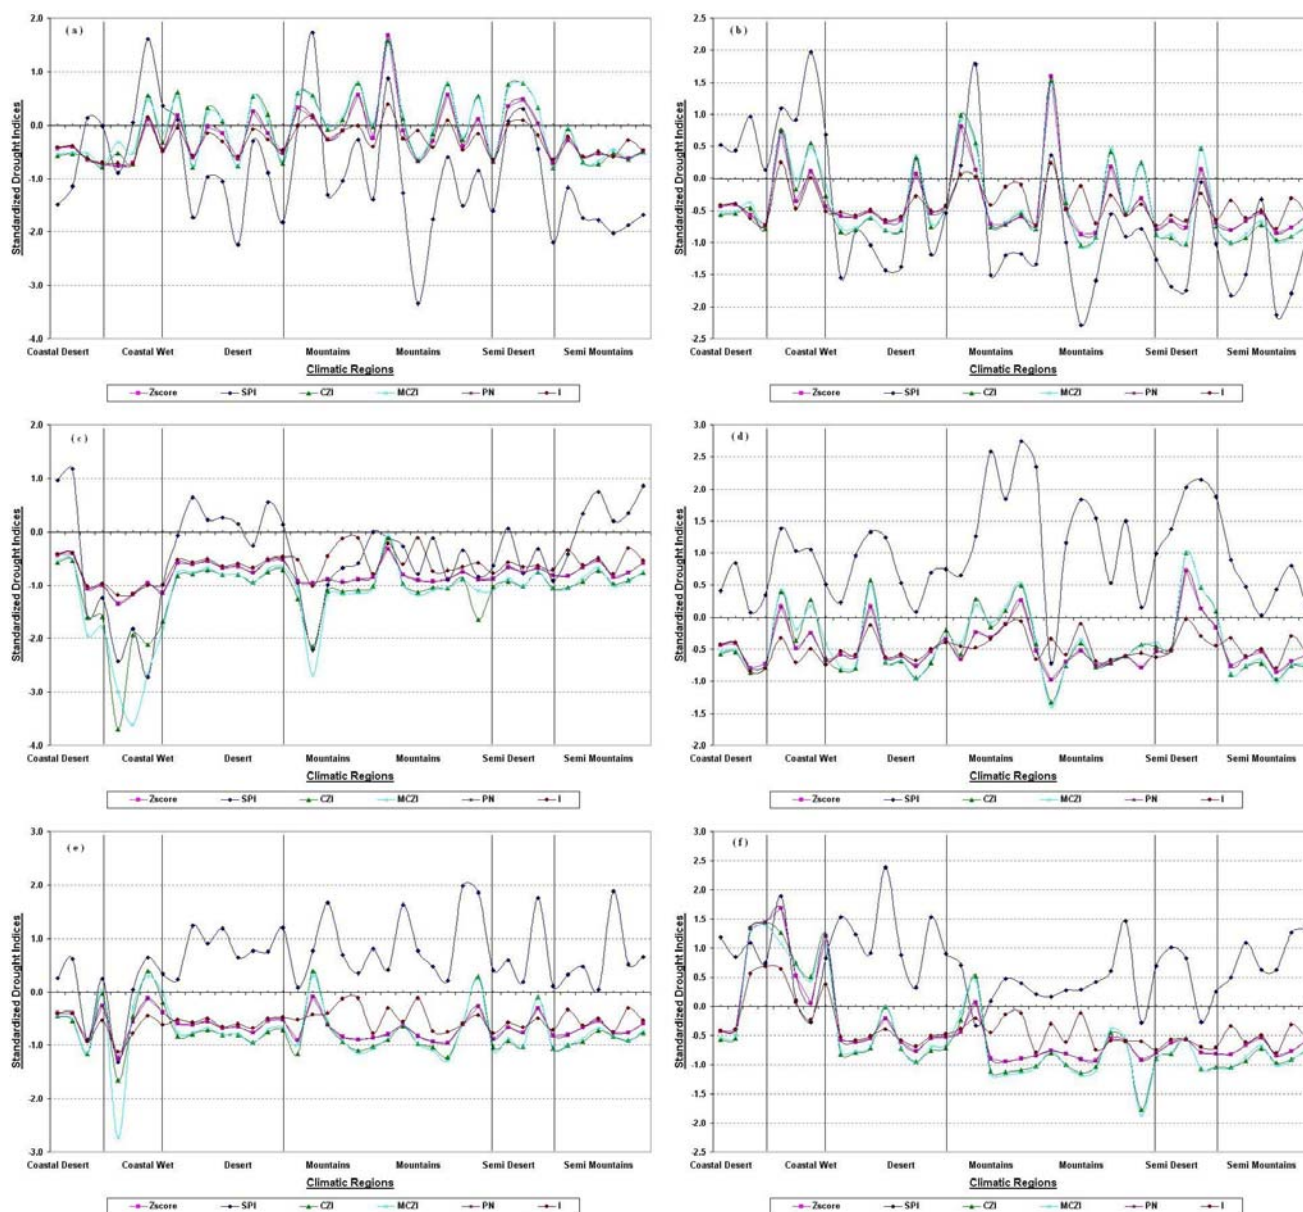 ( a )
Standardized Drought Indices
2.0
1.0
0.0
-1.0
-2.0
-3.0
-4.0
Coastal Desert Coastal Wet Desert Mountains Mountains Semi Desert Semi Mountains
Climatic Regions
Zscore SPI CZI MCZI PN I
( b )
Standardized Drought Indices
2.5
2.0
1.5
1.0
0.5
0.0
-0.5
-1.0
-1.5
-2.0
-2.5
Coastal Desert Coastal Wet Desert Mountains Mountains Semi Desert Semi Mountains
Climatic Regions
Zscore SPI CZI MCZI PN I
( c )
Standardized Drought Indices
2.0
1.0
0.0
-1.0
-2.0
-3.0
-4.0
Coastal Desert Coastal Wet Desert Mountains Mountains Semi Desert Semi Mountains
Climatic Regions
Zscore SPI CZI MCZI PN I
( d )
Standardized Drought Indices
3.0
2.5
2.0
1.5
1.0
0.5
0.0
-0.5
-1.0
-1.5
-2.0
Coastal Desert Coastal Wet Desert Mountains Mountains Semi Desert Semi Mountains
Climatic Regions
Zscore SPI CZI MCZI PN I
( e )
Standardized Drought Indices
3.0
2.0
1.0
0.0
-1.0
-2.0
-3.0
Coastal Desert Coastal Wet Desert Mountains Mountains Semi Desert Semi Mountains
Climatic Regions
Zscore SPI CZI MCZI PN I
( f )
Standardized Drought Indices
3.0
2.5
2.0
1.5
1.0
0.5
0.0
-0.5
-1.0
-1.5
-2.0
-2.5
Coastal Desert Coastal Wet Desert Mountains Mountains Semi Desert Semi Mountains
Climatic Regions
Zscore SPI CZI MCZI PN I